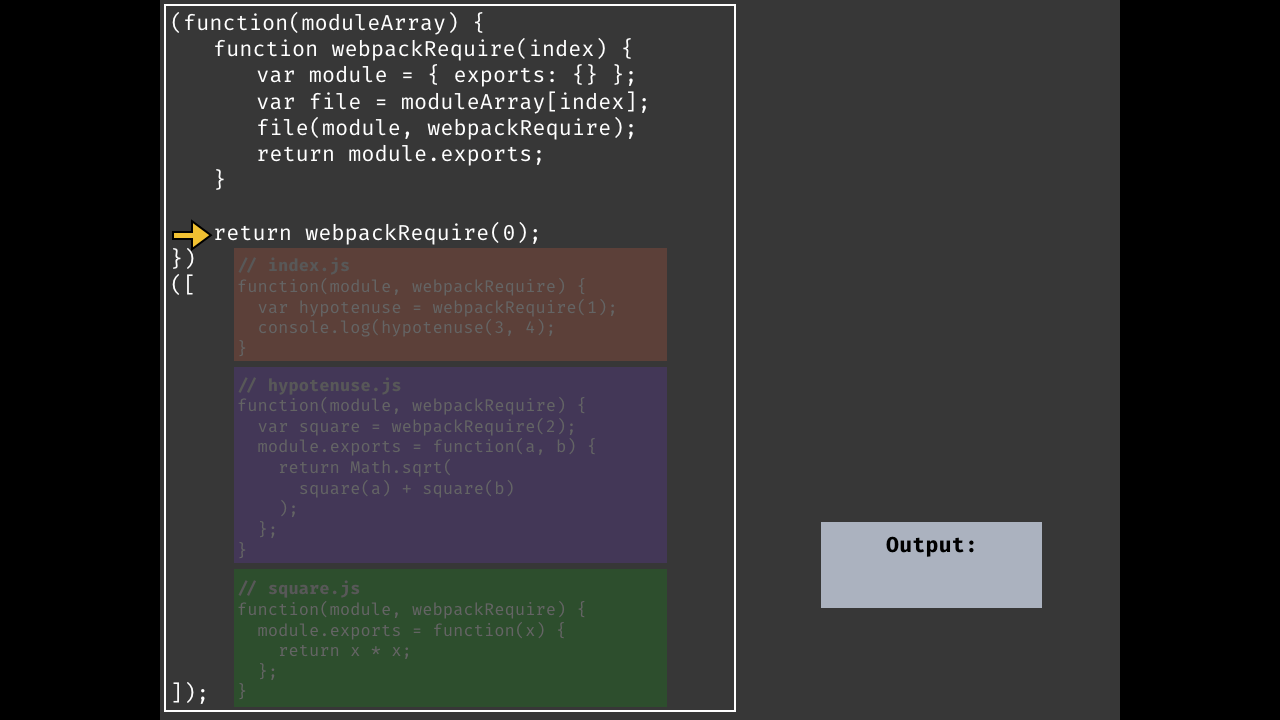 (function(moduleArray) {
function webpackRequire(index) {
var module = { exports: {} };
var file = moduleArray[index];
file(module, webpackRequire);
return module.exports;
}
return webpackRequire(0);
})
([
// index.js
function(module, webpackRequire) {
var hypotenuse = webpackRequire(1);
console.log(hypotenuse(3, 4);
}
// hypotenuse.js
function(module, webpackRequire) {
var square = webpackRequire(2);
module.exports = function(a, b) {
return Math.sqrt(
square(a) + square(b)
);
};
}
// square.js
function(module, webpackRequire) {
module.exports = function(x) {
return x * x;
};
}
]);
Output: